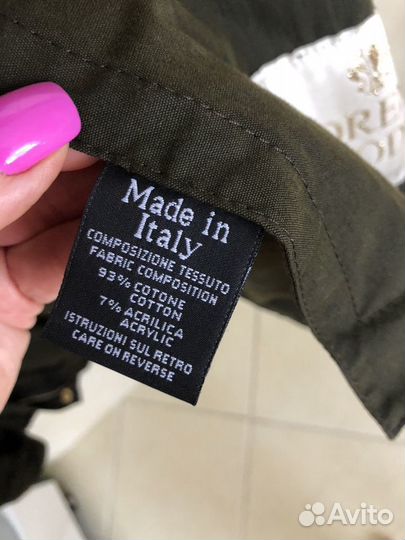 Made in
Italy
COMPOSIZIONE TESSUTO
FABRIC COMPOSITION
93% COTONE
COTTON
7% ACRILICA
ACRYLIC
ISTRUZIONI SUL RETRO
CARE ON REVERSE
Avito